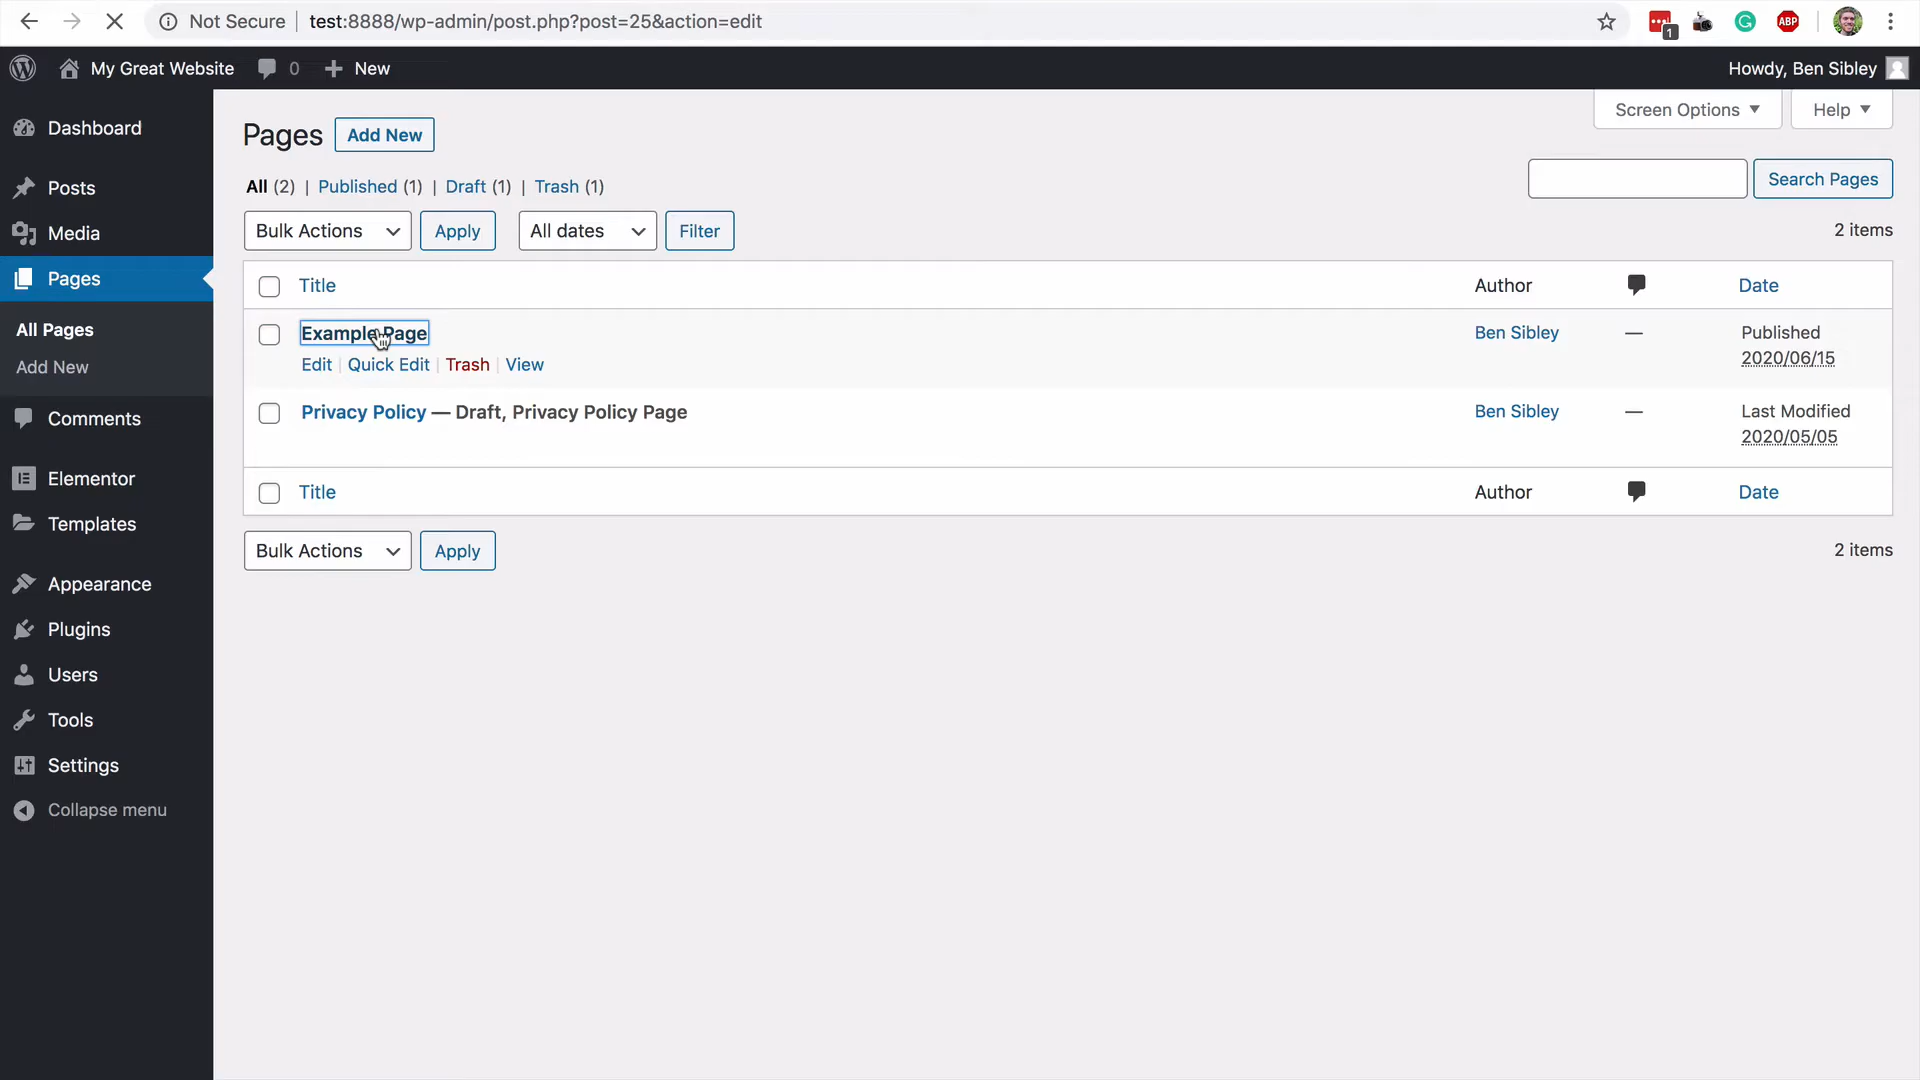 Not Secure | test:8888/wp-admin/post.php?post=25&action=edit
1
ABP
My Great Website 0 + New
Howdy, Ben Sibley
Screen Options Help
Dashboard
Posts
Media
Pages
All Pages
Add New
Comments
Elementor
Templates
Appearance
Plugins
Users
Tools
Settings
Collapse menu
Pages Add New
All (2) | Published (1) | Draft (1) | Trash (1)
Search Pages
Bulk Actions Apply All dates Filter
2 items
Title Author Date
Example Page Ben Sibley — Published
Edit | Quick Edit | Trash | View 2020/06/15
Privacy Policy — Draft, Privacy Policy Page Ben Sibley — Last Modified
2020/05/05
Title Author Date
Bulk Actions Apply
2 items